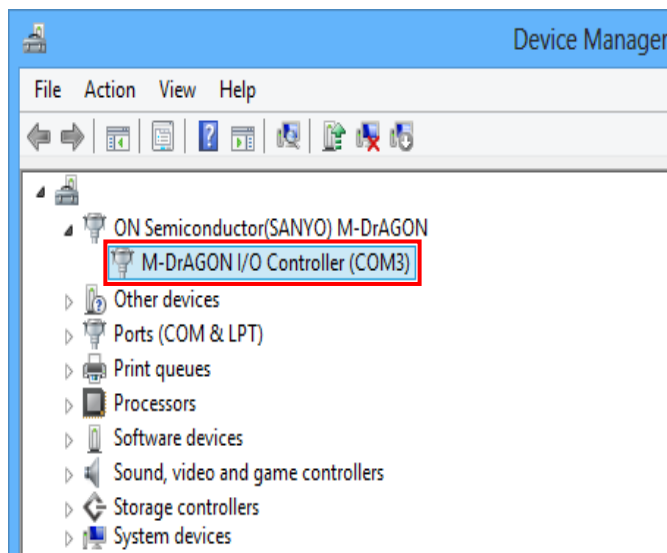 Device Manager
File Action View Help
ON Semiconductor(SANYO) M-DrAGON
M-DrAGON I/O Controller (COM3)
Other devices
Ports (COM & LPT)
Print queues
Processors
Software devices
Sound, video and game controllers
Storage controllers
System devices